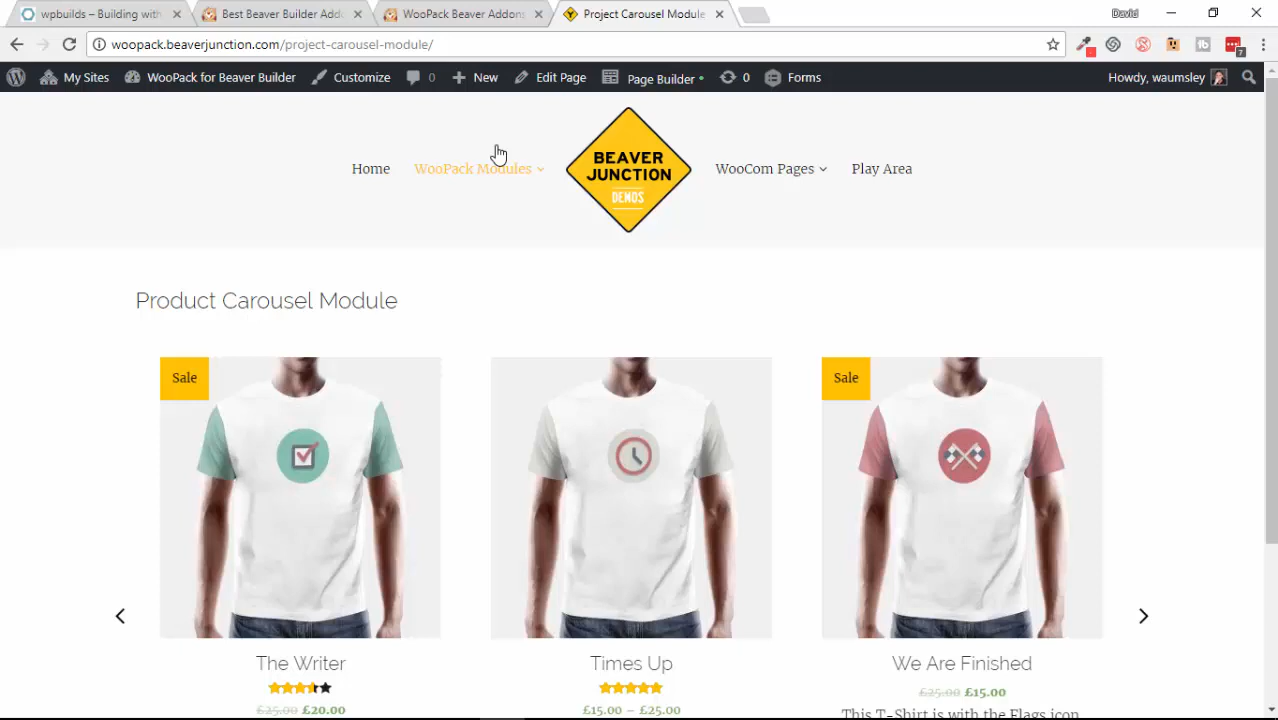 wpbuilds – Building with
Best Beaver Builder Add
WooPack Beaver Addons
Project Carousel Module
David
woopack.beaverjunction.com/project-carousel-module/
7
My Sites
WooPack for Beaver Builder
Customize
0
New
Edit Page
Page Builder
0
Forms
Howdy, waumsley
Home
WooPack Modules
BEAVER
JUNCTION
DEMOS
WooCom Pages
Play Area
Product Carousel Module
Sale
Sale
The Writer
Times Up
We Are Finished
£25.00 £20.00
£15.00 – £25.00
£25.00 £15.00
This T-Shirt is with the Flags icon